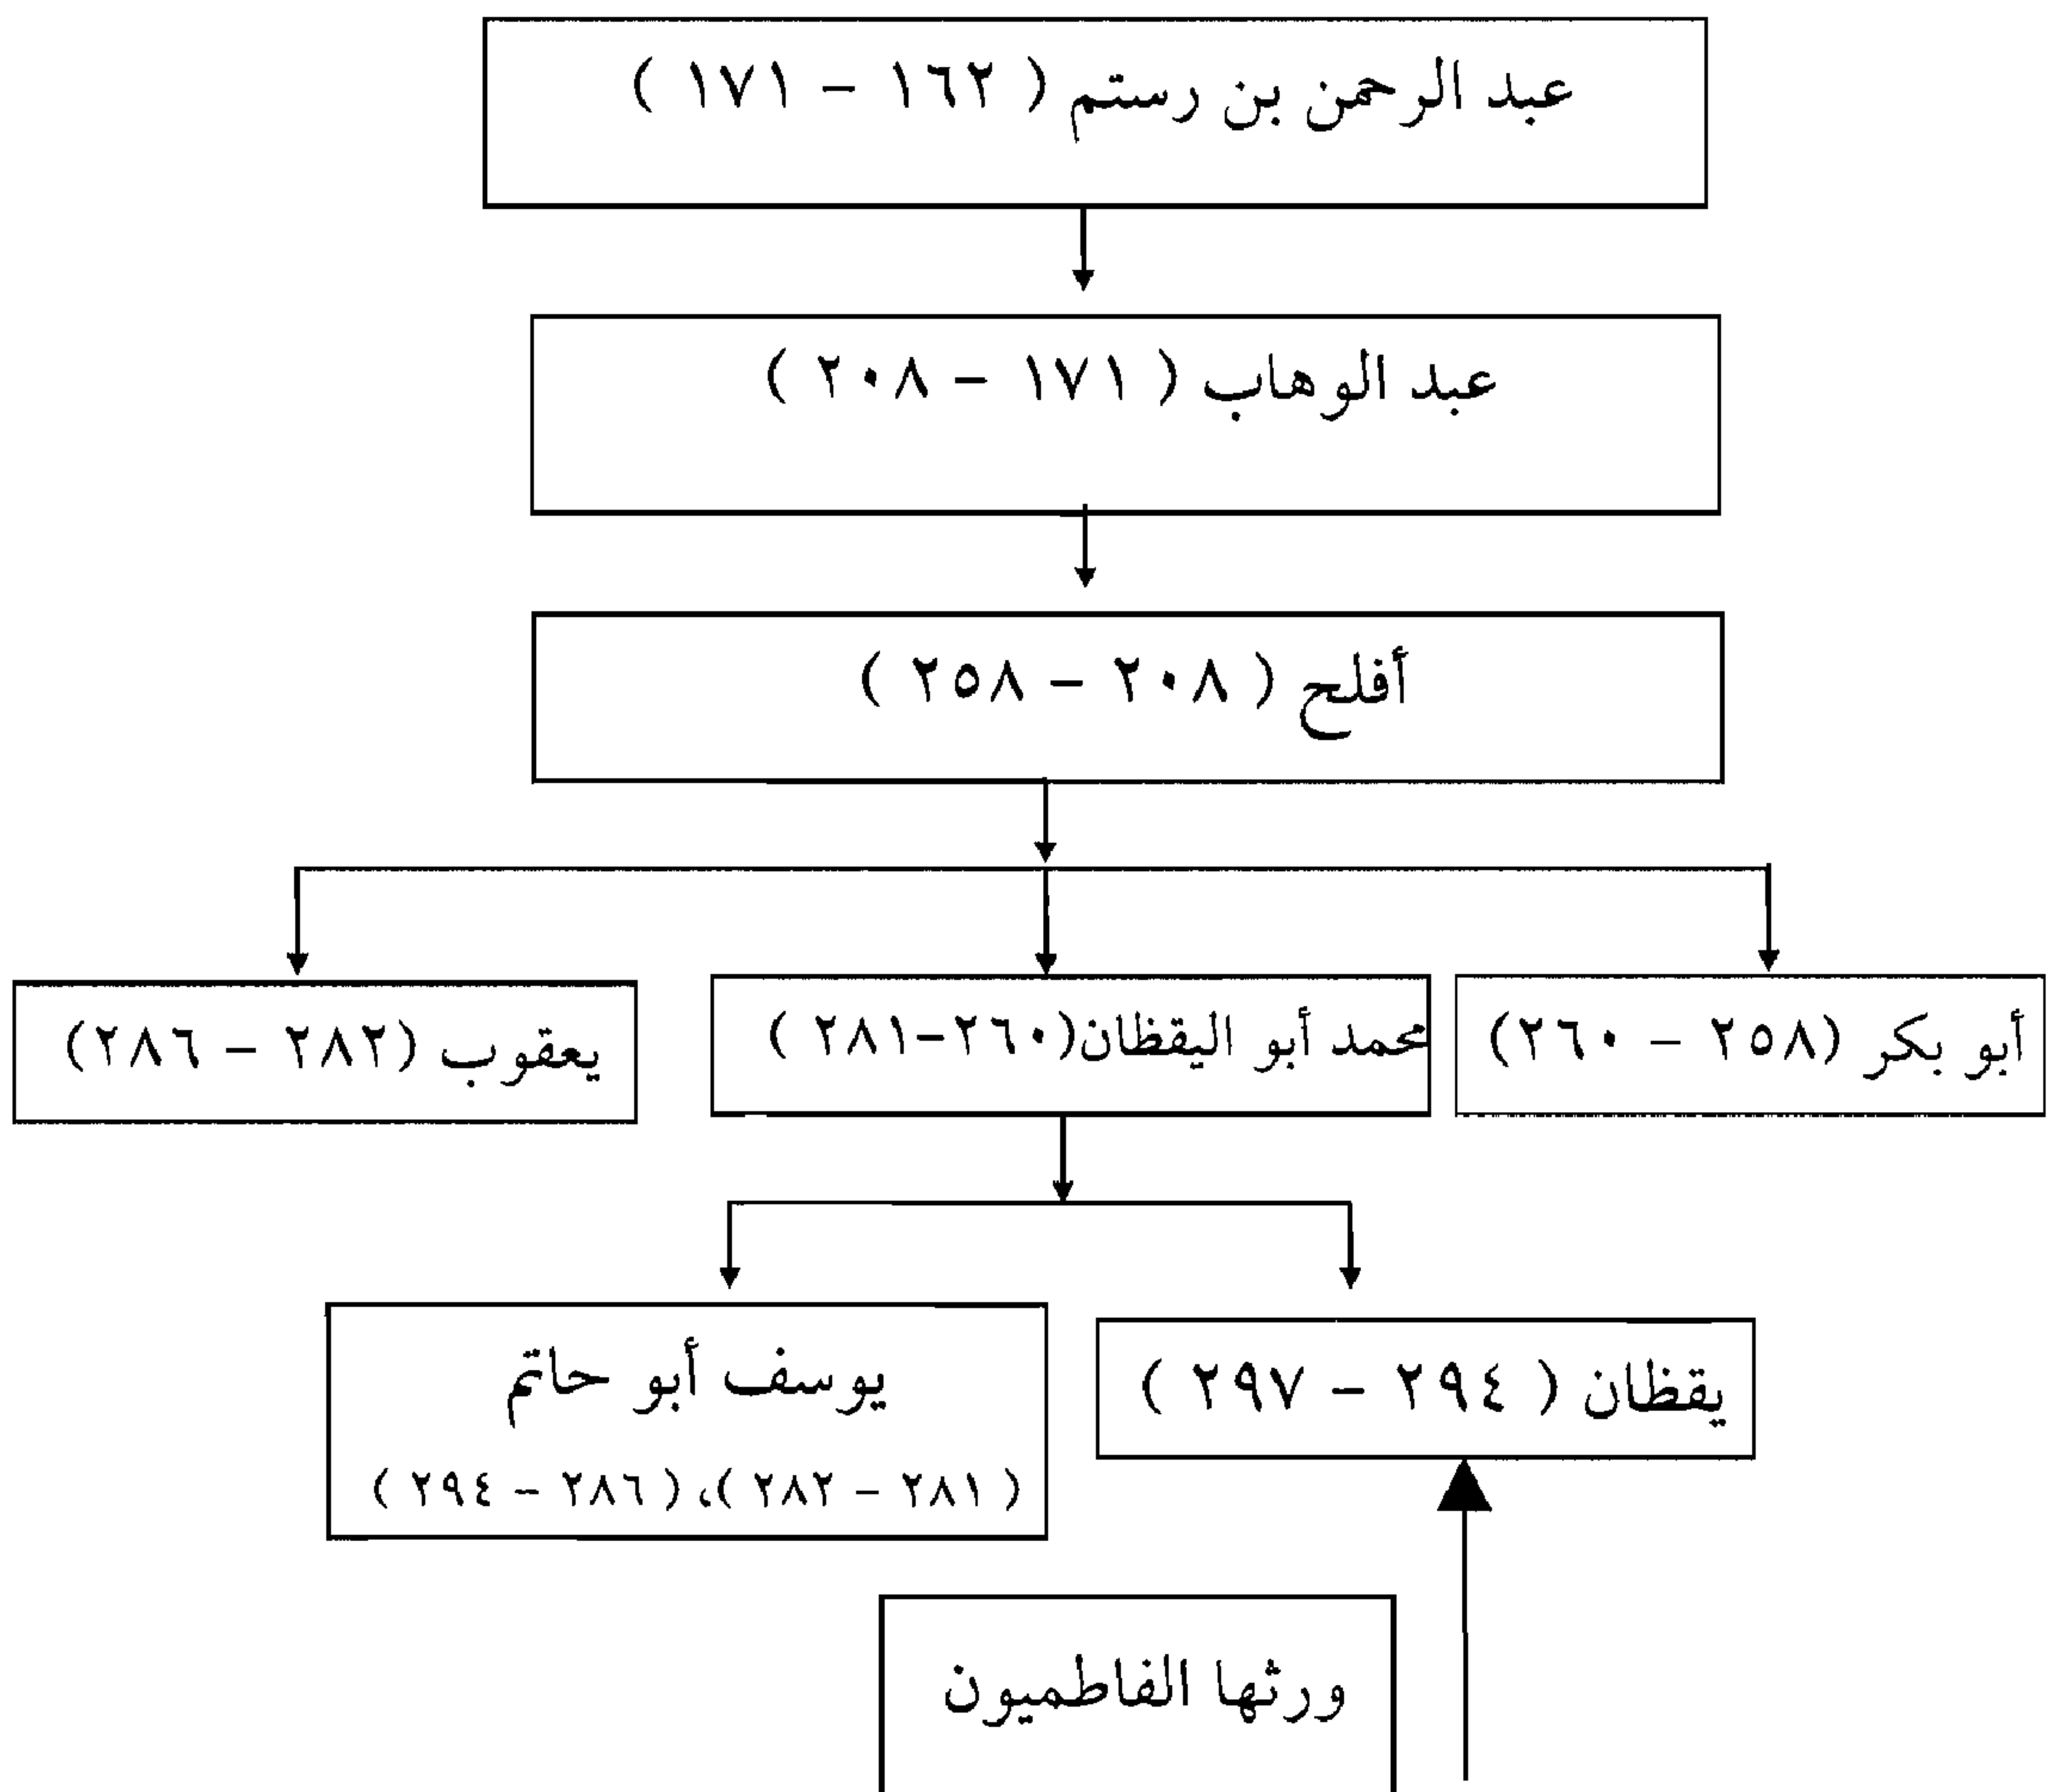 عبد الرحمن بن رستم ( ١٦٢ – ١٧١ )
عبد الوهاب ( ١٧١ – ٢٠٨ )
أفلح ( ٢٠٨ – ٢٥٨ )
أبو بكر (٢٥٨ – ٢٦٠)
محمد أبو اليقظان(٢٦٠-٢٨١ )
يعقوب (٢٨٢ – ٢٨٦)
يقظان ( ٢٩٤ – ٢٩٧ )
يوسف أبو حاتم
( ٢٨١ – ٢٨٢ )، ( ٢٨٦ – ٢٩٤ )
ورثها الفاطميون